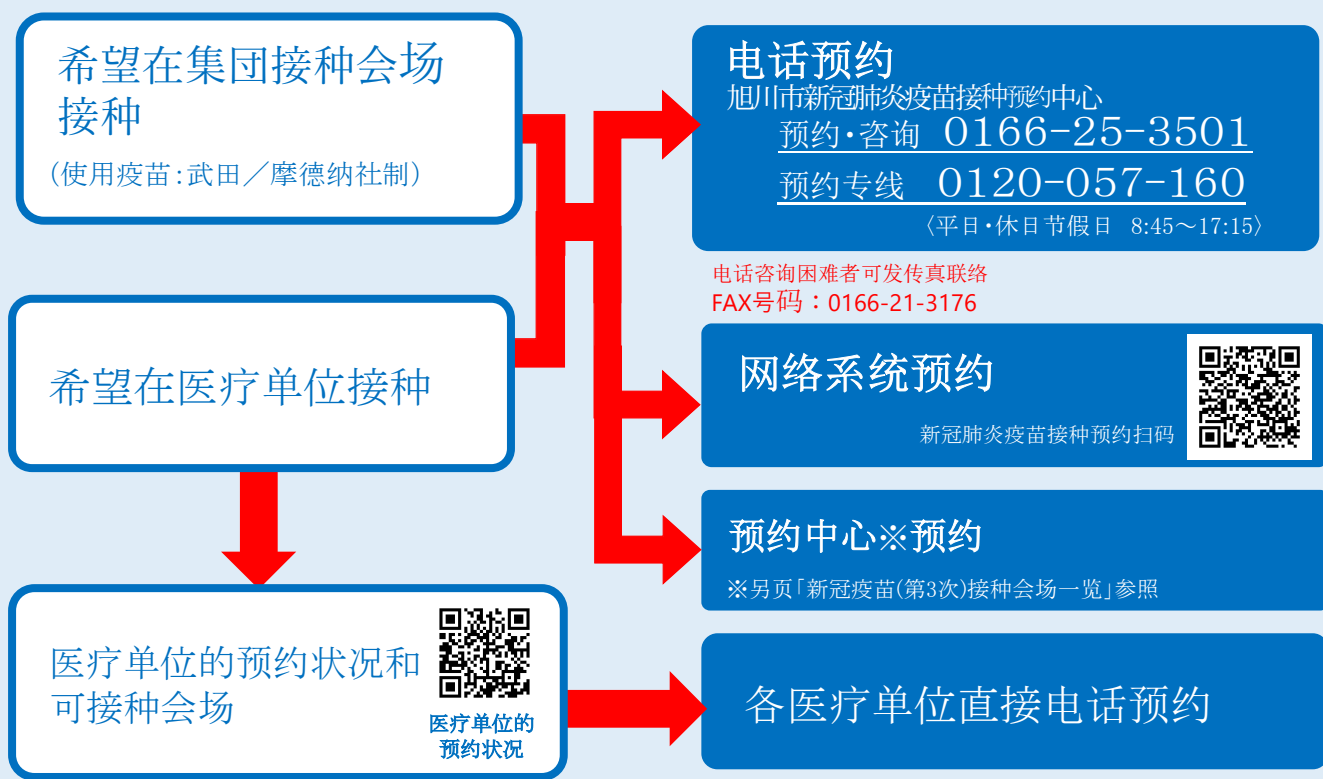 希望在集团接种会场
接种
(使用疫苗:武田／摩德纳社制)
希望在医疗单位接种
医疗单位的预约状况和
可接种会场
医疗单位的
预约状况
电话预约
旭川市新冠肺炎疫苗接种预约中心
预约·咨询 0166-25-3501
预约专线 0120-057-160
〈平日·休日节假日 8:45～17:15〉
电话咨询困难者可发传真联络
FAX号码：0166-21-3176
网络系统预约
新冠肺炎疫苗接种预约扫码
预约中心※预约
※另页「新冠疫苗(第3次)接种会场一览」参照
各医疗单位直接电话预约